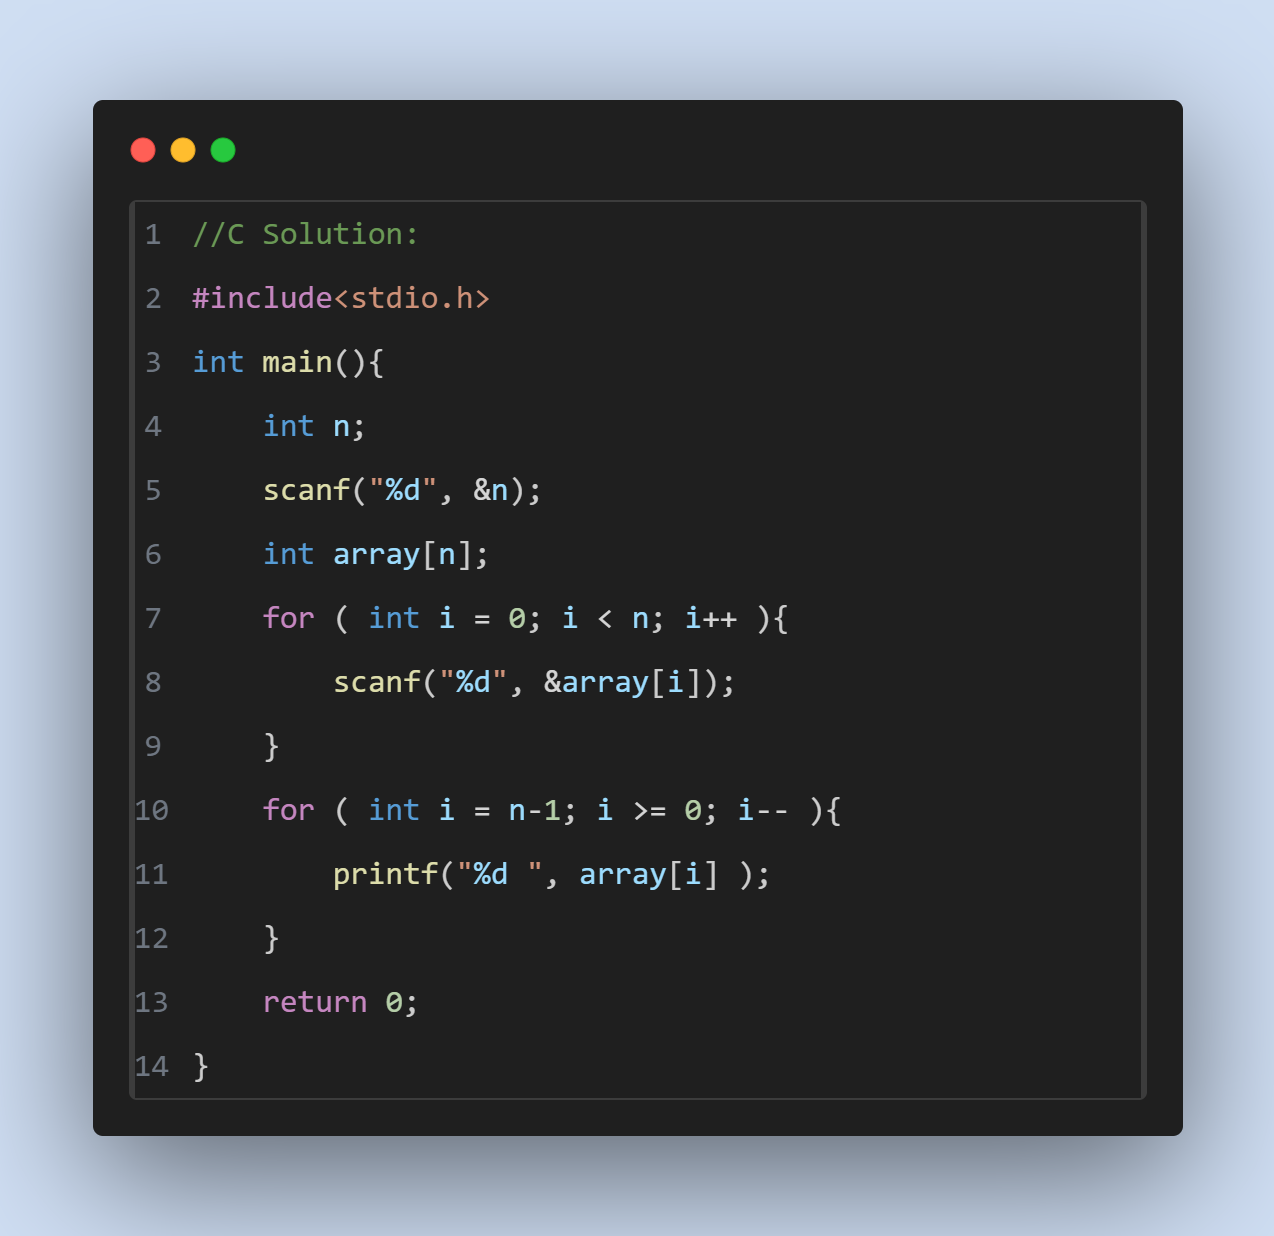 1 //C Solution:
2 #include<stdio.h>
3 int main(){
4     int n;
5     scanf("%d", &n);
6     int array[n];
7     for ( int i = 0; i < n; i++ ){
8         scanf("%d", &array[i]);
9     }
10     for ( int i = n-1; i >= 0; i-- ){
11         printf("%d ", array[i] );
12     }
13     return 0;
14 }